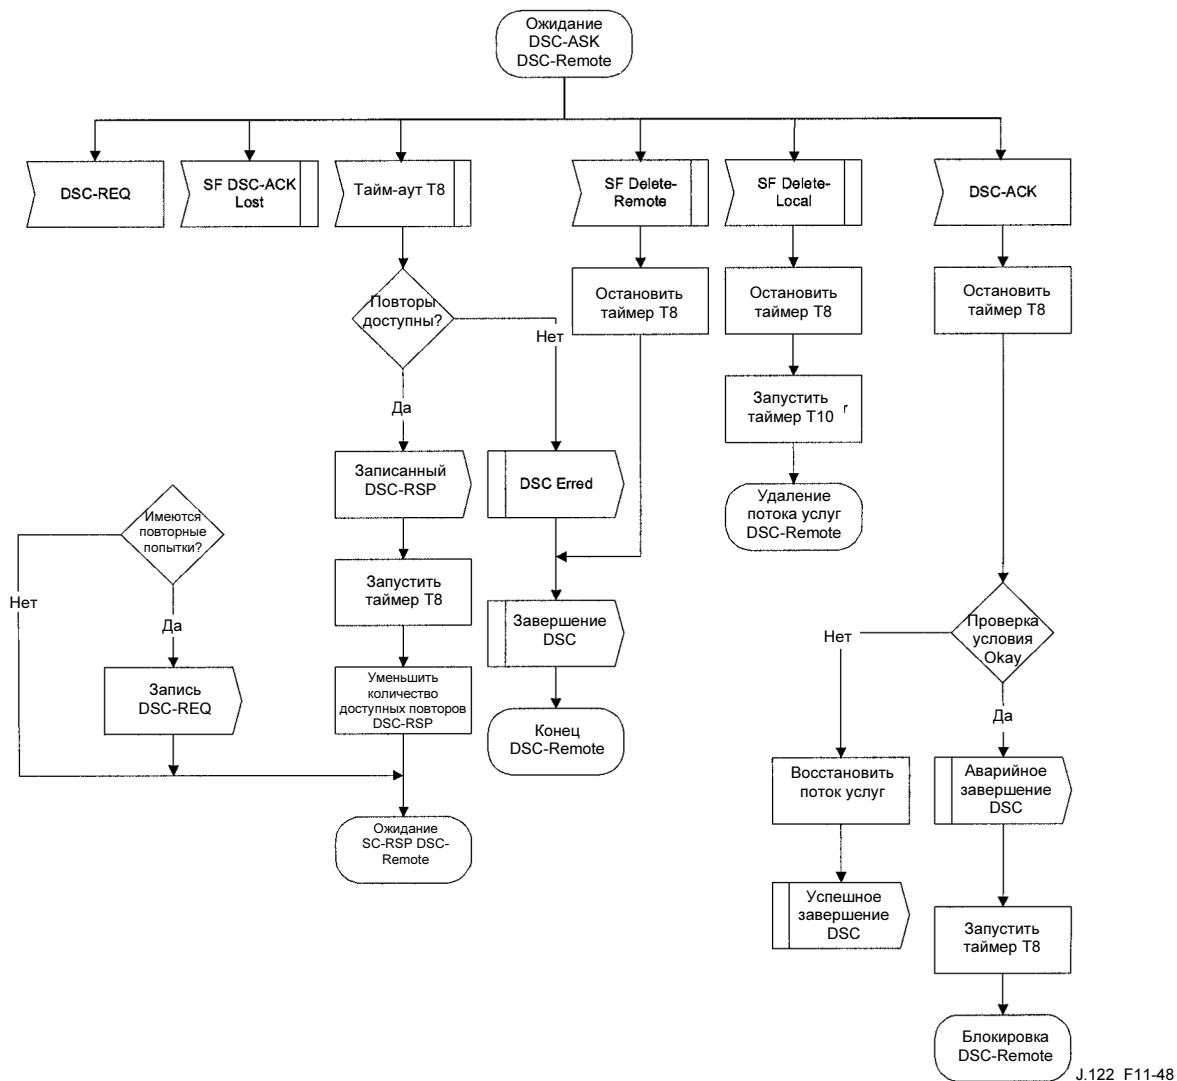 Ожидание
DSC-ASK
DSC-Remote
DSC-REQ
SF DSC-ACK
Lost
Тайм-аут T8
SF Delete-
Remote
SF Delete-
Local
DSC-ACK
Остановить
таймер T8
Остановить
таймер T8
Остановить
таймер T8
Повторы
доступны?
Нет
Да
Запустить
таймер T10 r
Записанный
DSC-RSP
DSC Erred
Удаление
потока услуг
DSC-Remote
Имеются
повторные
попытки?
Нет
Да
Запустить
таймер T8
Завершение
DSC
Проверка
условия
Okay
Нет
Да
Запись
DSC-REQ
Уменьшить
количество
доступных повторов
DSC-RSP
Конец
DSC-Remote
Восстановить
поток услуг
Аварийное
завершение
DSC
Ожидание
SC-RSP DSC-
Remote
Успешное
завершение
DSC
Запустить
таймер T8
Блокировка
DSC-Remote
J.122_F11-48